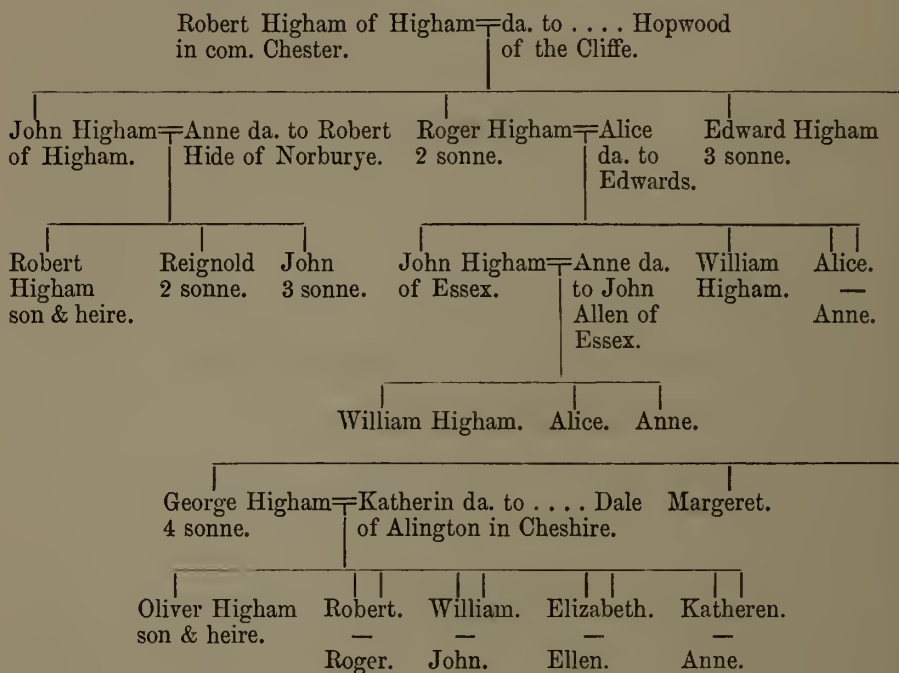 Robert Higham of Higham da. to . . . . Hopwood
in com. Chester. of the Cliffe.
John Higham Anne da. to Robert Roger Higham Alice Edward Higham
of Higham. Hide of Norburye. 2 sonne. da. to 3 sonne.
Edwards.
Robert Reignold John John Higham Anne da. William Alice.
Higham 2 sonne. 3 sonne. of Essex. to John Higham. —
son & heire. Allen of Anne.
Essex.
William Higham. Alice. Anne.
George Higham Katherin da. to . . . . Dale Margeret.
4 sonne. of Alington in Cheshire.
Oliver Higham Robert. William. Elizabeth. Katheren.
son & heire. — — — —
Roger. John. Ellen. Anne.